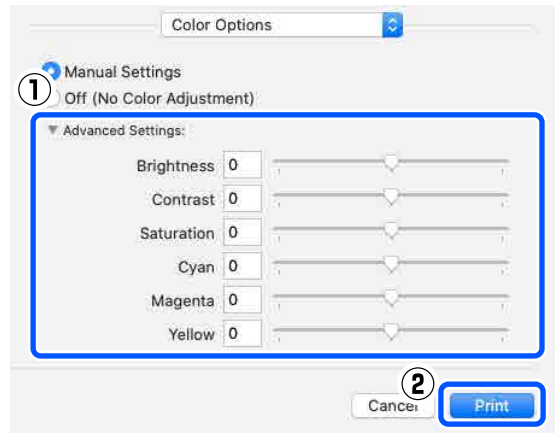 Color Options
Manual Settings
①
Off (No Color Adjustment)
Advanced Settings:
Brightness 0
Contrast 0
Saturation 0
Cyan 0
Magenta 0
Yellow 0
②
Cancel Print